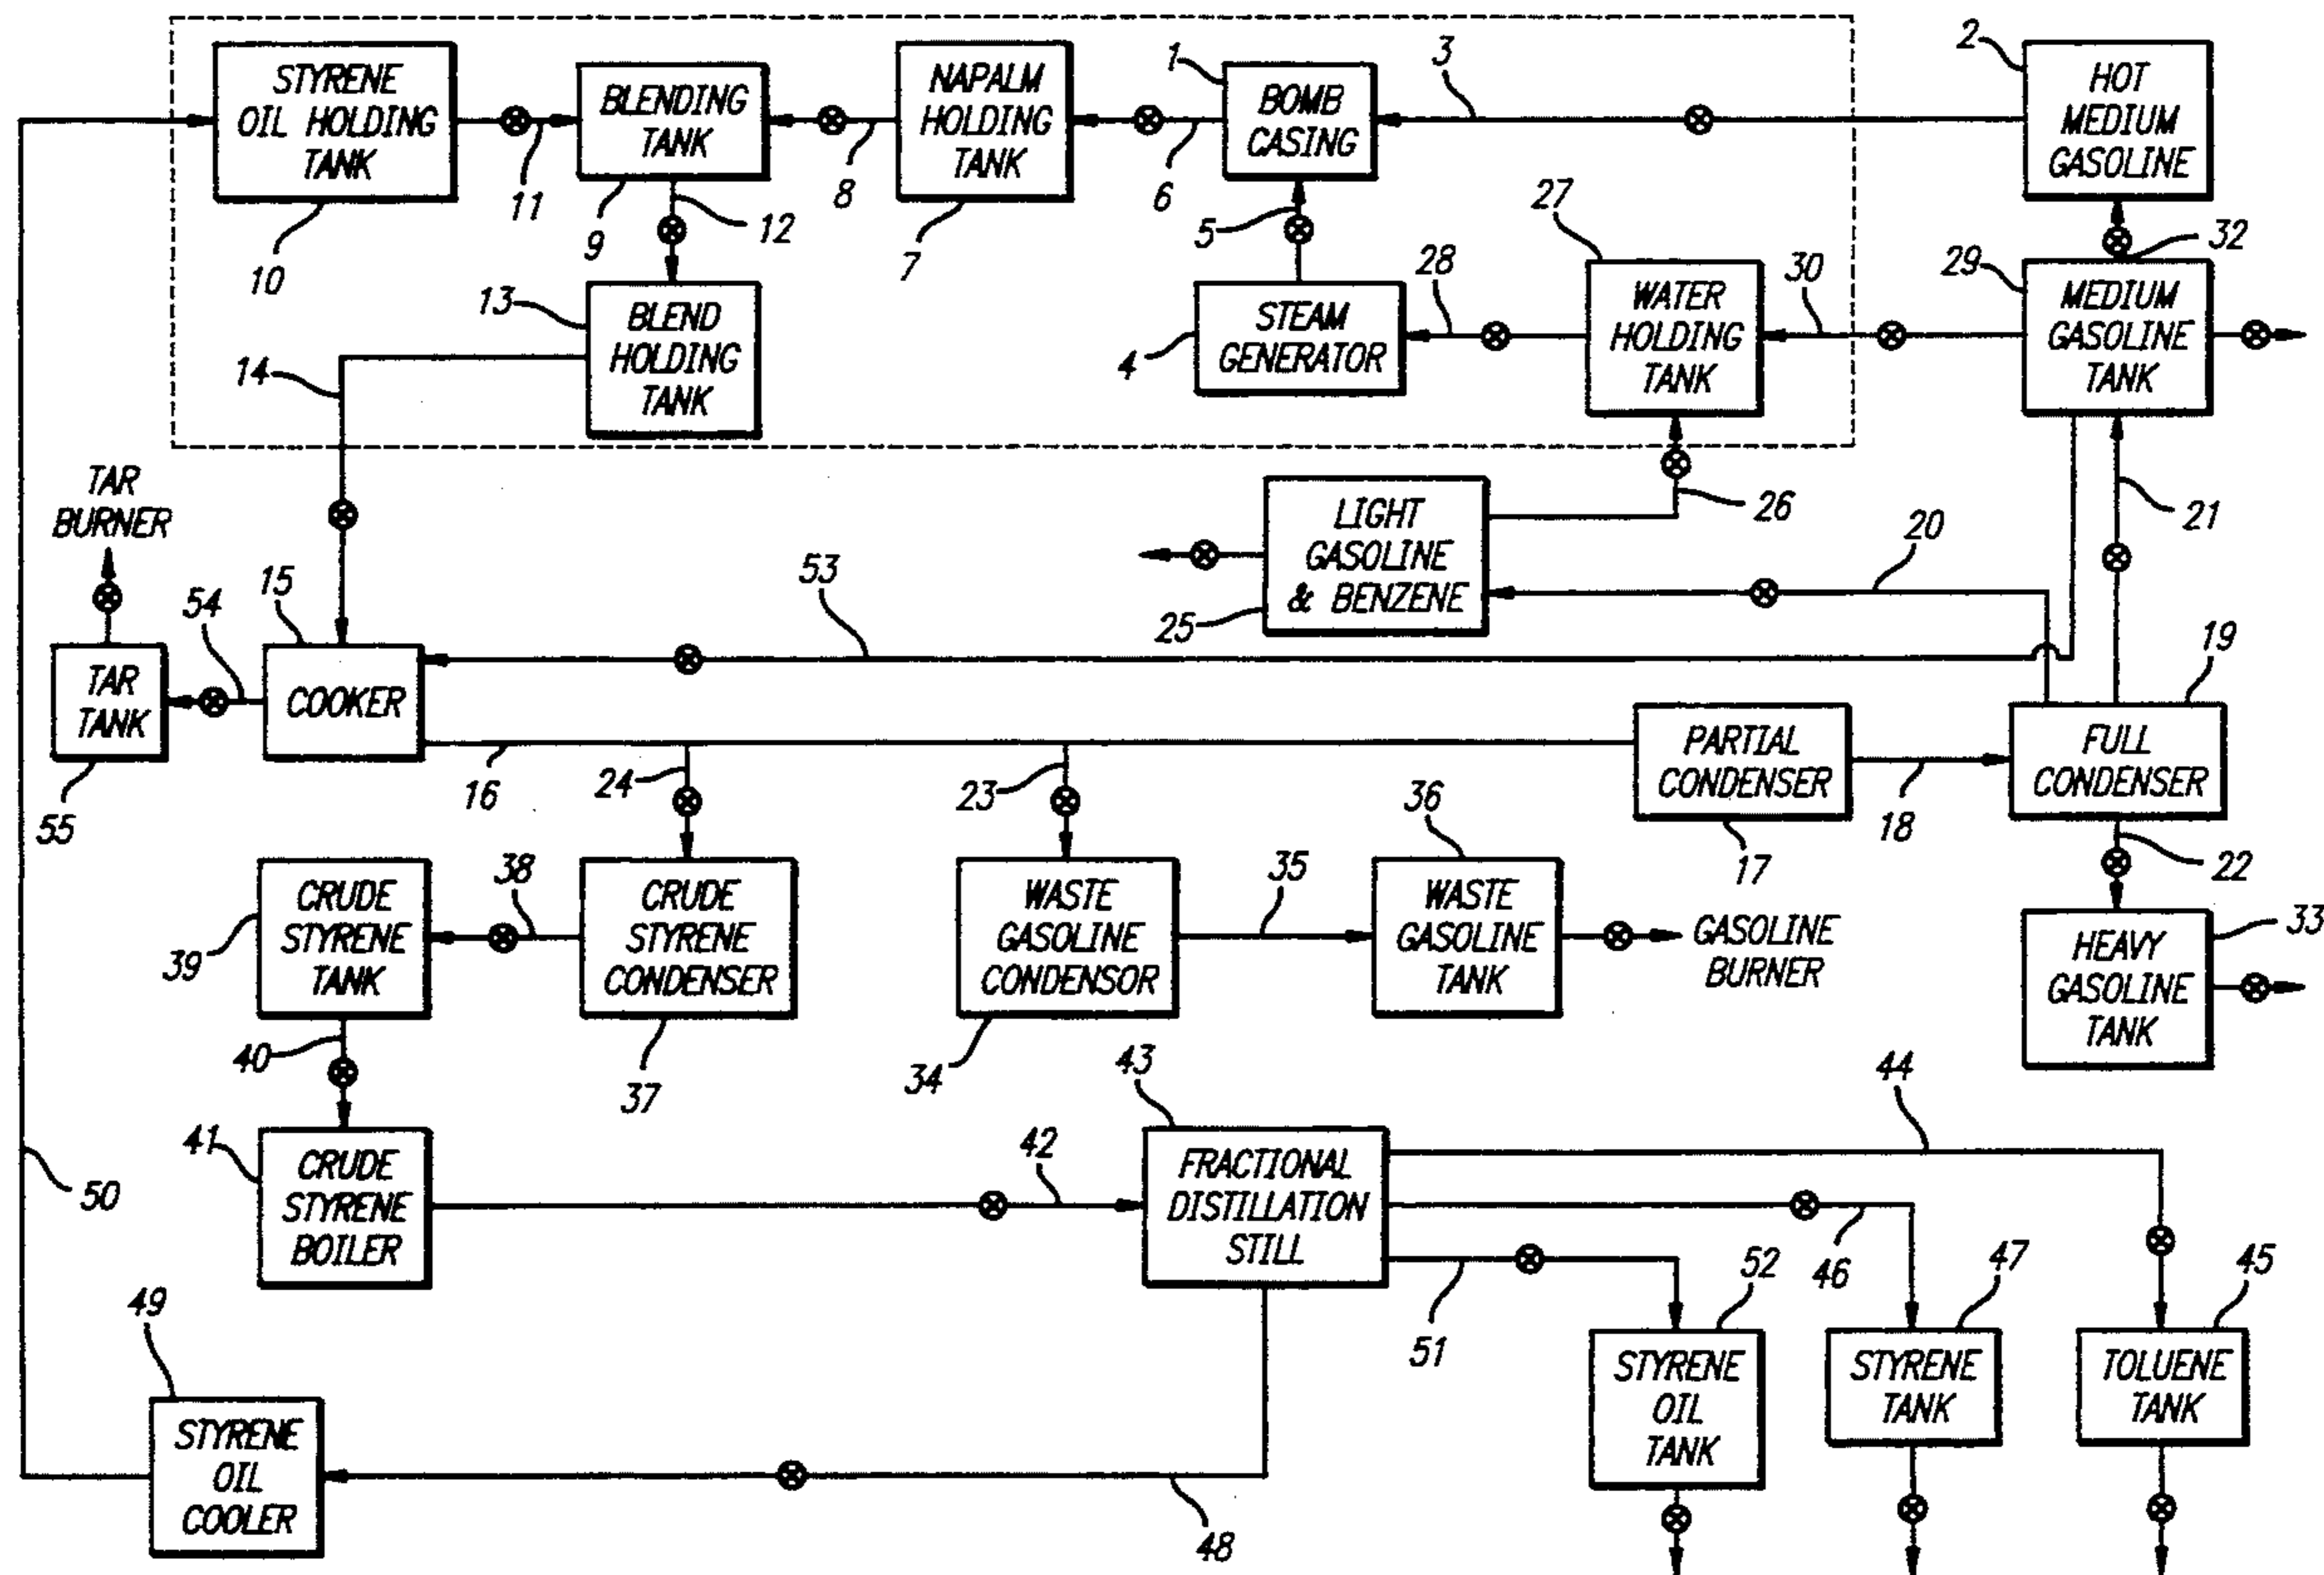 STYRENE
OIL HOLDING
TANK
10
11
BLENDING
TANK
9
12
8
NAPALM
HOLDING
TANK
7
6
1
BOMB
CASING
5
3
2
HOT
MEDIUM
GASOLINE
32
13
BLEND
HOLDING
TANK
14
4
STEAM
GENERATOR
28
27
WATER
HOLDING
TANK
30
29
MEDIUM
GASOLINE
TANK
26
21
20
LIGHT
GASOLINE
& BENZENE
25
TAR
BURNER
54
15
53
19
TAR
TANK
55
COOKER
16
24
23
PARTIAL
CONDENSER
17
18
FULL
CONDENSER
22
CRUDE
STYRENE
TANK
39
38
CRUDE
STYRENE
CONDENSER
37
WASTE
GASOLINE
CONDENSOR
34
35
36
WASTE
GASOLINE
TANK
GASOLINE
BURNER
33
HEAVY
GASOLINE
TANK
40
41
CRUDE
STYRENE
BOILER
42
43
FRACTIONAL
DISTILLATION
STILL
44
46
51
52
STYRENE
OIL
TANK
47
STYRENE
TANK
45
TOLUENE
TANK
50
49
STYRENE
OIL
COOLER
48